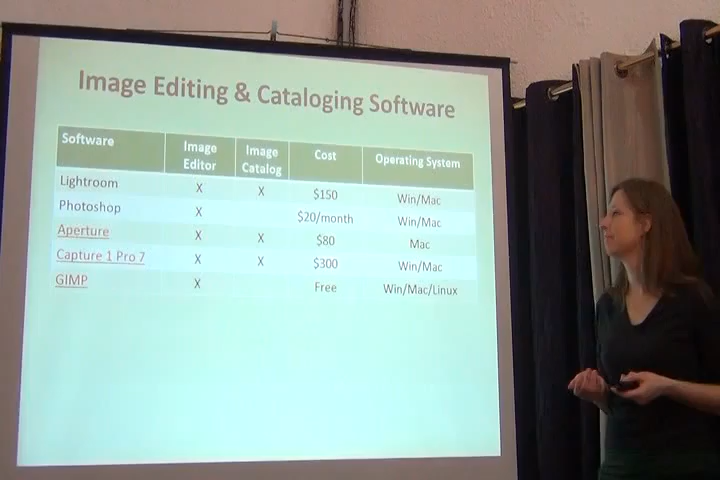 Image Editing & Cataloging Software
Software Image Editor Image Catalog Cost Operating System
Lightroom X X $150 Win/Mac
Photoshop X $20/month Win/Mac
Aperture X X $80 Mac
Capture 1 Pro 7 X X $300 Win/Mac
GIMP X Free Win/Mac/Linux